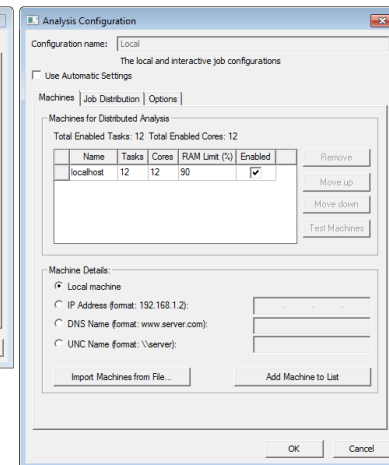 Analysis Configuration
Configuration name: Local
The local and interactive job configurations
Use Automatic Settings
Machines Job Distribution Options
Machines for Distributed Analysis
Total Enabled Tasks: 12 Total Enabled Cores: 12
Name Tasks Cores RAM Limit (%) Enabled
localhost 12 12 90
Remove
Move up
Move down
Test Machines
Machine Details:
Local machine
IP Address (format: 192.168.1.2):
DNS Name (format: www.server.com):
UNC Name (format: \\server):
Import Machines from File... Add Machine to List
OK Cancel